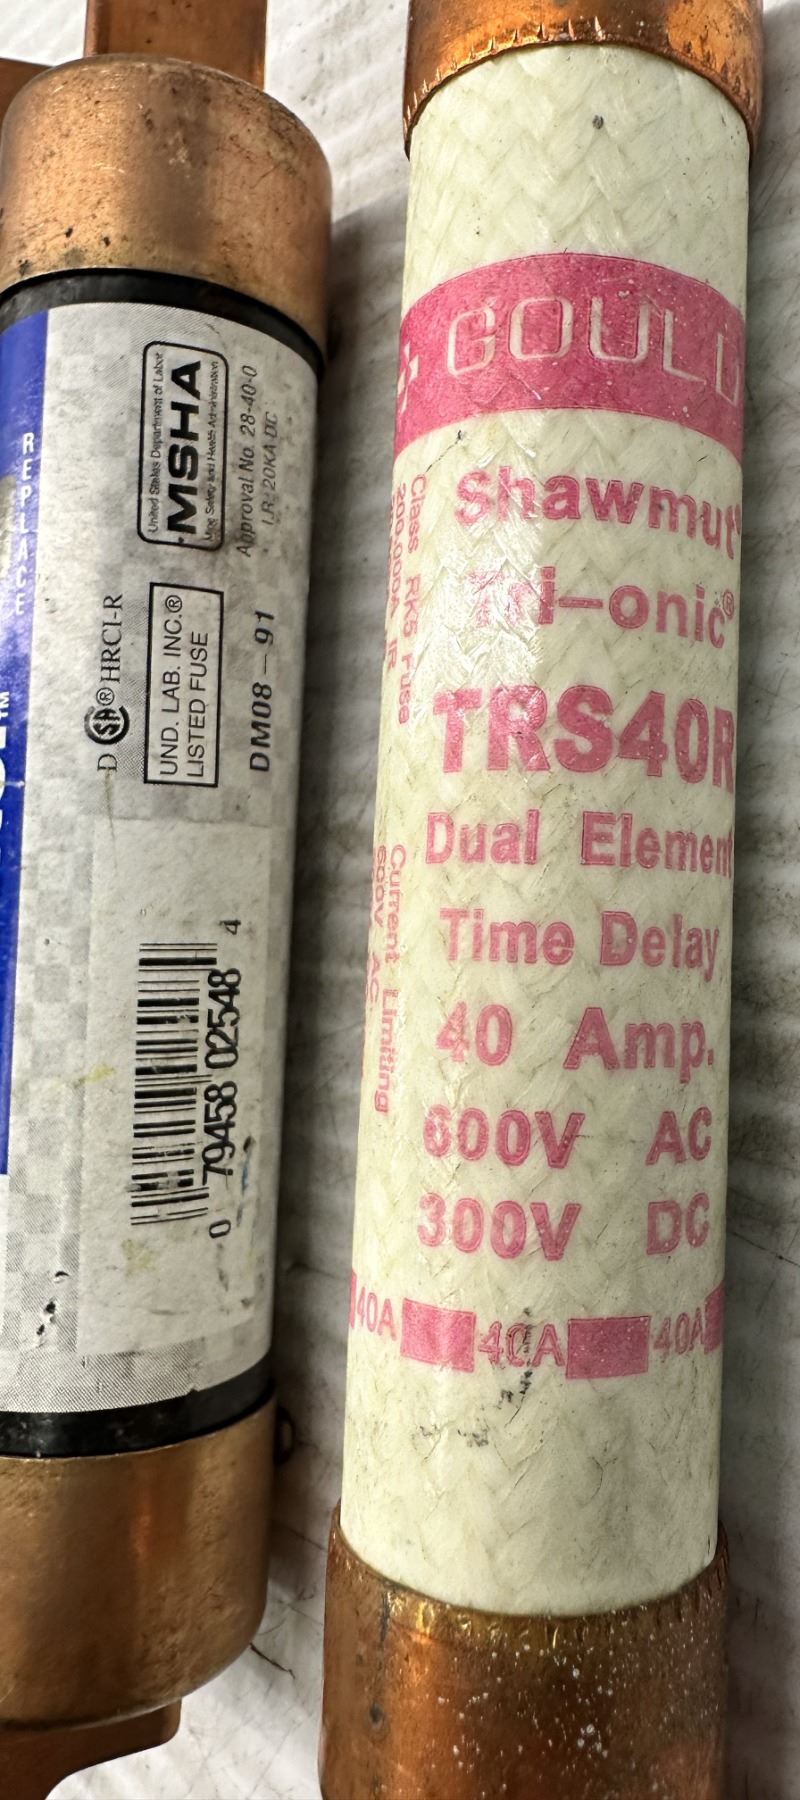 REPLACE
United States Department of Labor
MSHA
Mine Safety and Health Administration
Approval No. 28-40-0
I.R. 20KA DC
D SA® HRCI-R
UND. LAB. INC.®
LISTED FUSE
DM08-91
0 79458 02548 4
GOULD
Shawmut®
Tri-onic®
TRS40R
Dual Element
Time Delay
40 Amp.
600V AC
300V DC
40A 40A 40A
Class RK5 Fuse
200,000A IR
Current Limiting
600V AC